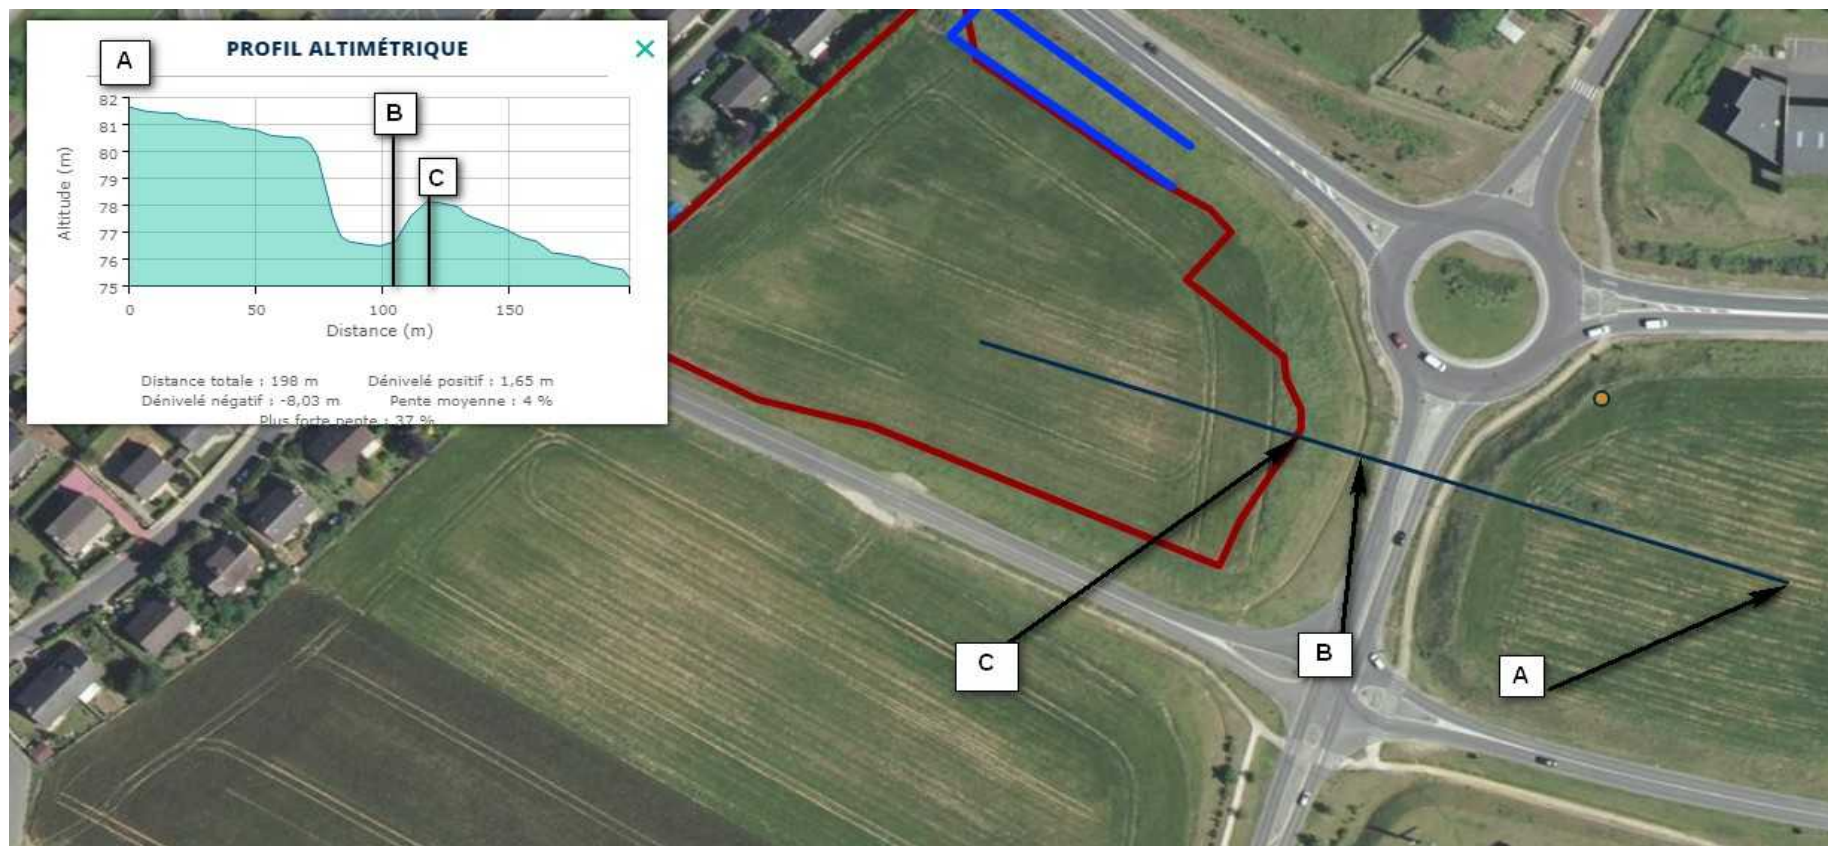 A
PROFIL ALTIMÉTRIQUE
B
C
82
81
80
79
78
77
76
75
Altitude (m)
0
50
100
150
Distance (m)
Distance totale : 198 m Dénivelé positif : 1,65 m
Dénivelé négatif : -8,03 m Pente moyenne : 4 %
Plus forte pente : 37 %
C
B
A